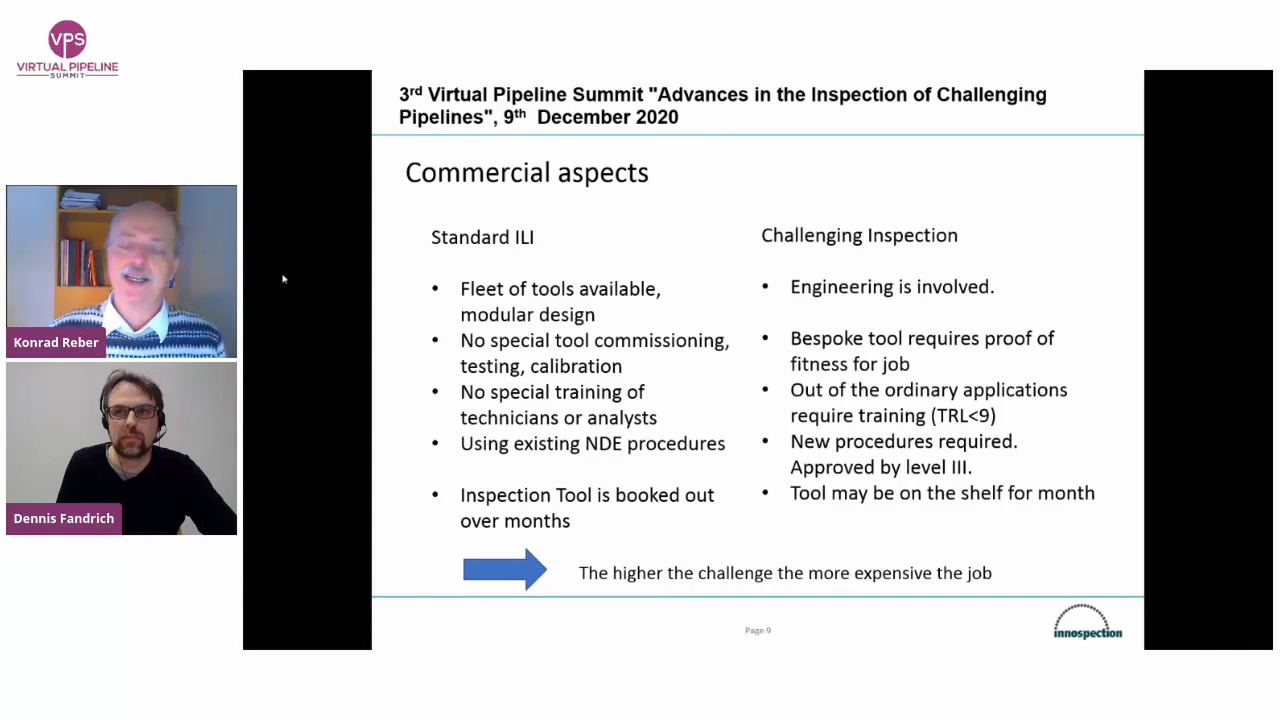 VPS
VIRTUAL PIPELINE
SUMMIT
3rd Virtual Pipeline Summit "Advances in the Inspection of Challenging
Pipelines", 9th December 2020
Commercial aspects
Standard ILI
• Fleet of tools available,
modular design
• No special tool commissioning,
testing, calibration
• No special training of
technicians or analysts
• Using existing NDE procedures
• Inspection Tool is booked out
over months
Challenging Inspection
• Engineering is involved.
• Bespoke tool requires proof of
fitness for job
• Out of the ordinary applications
require training (TRL<9)
• New procedures required.
Approved by level III.
• Tool may be on the shelf for month
The higher the challenge the more expensive the job
Page 9
innospection
Konrad Reber
Dennis Fandrich